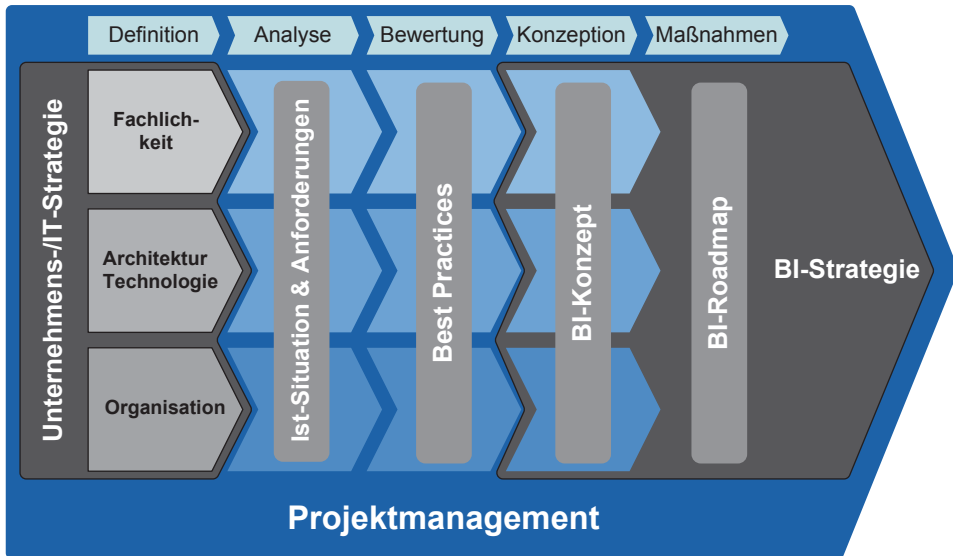 Definition
Analyse
Bewertung
Konzeption
Maßnahmen
Unternehmens-/IT-Strategie
Fachlich-
keit
Architektur
Technologie
Organisation
Ist-Situation & Anforderungen
Best Practices
BI-Konzept
BI-Roadmap
BI-Strategie
Projektmanagement